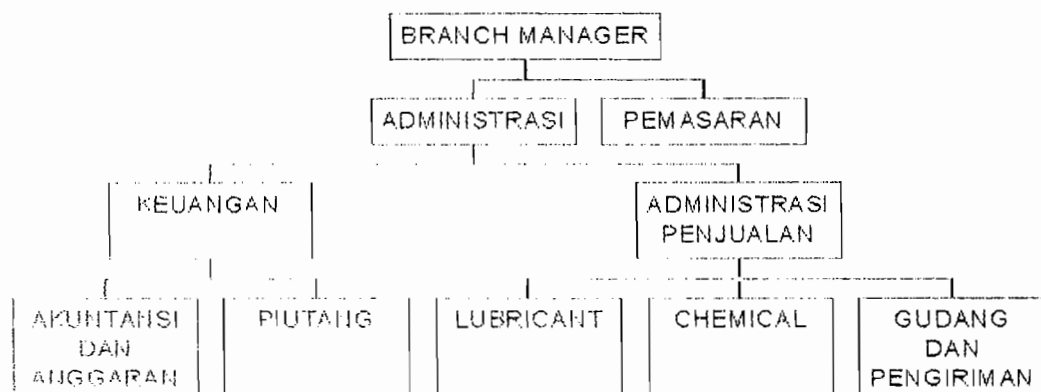 BRANCH MANAGER
ADMINISTRASI
PEMASARAN
KEUANGAN
ADMINISTRASI
PENJUALAN
AKUNTANSI
DAN
ANGGARAN
PIUTANG
LUBRICANT
CHEMICAL
GUDANG
DAN
PENGIRIMAN